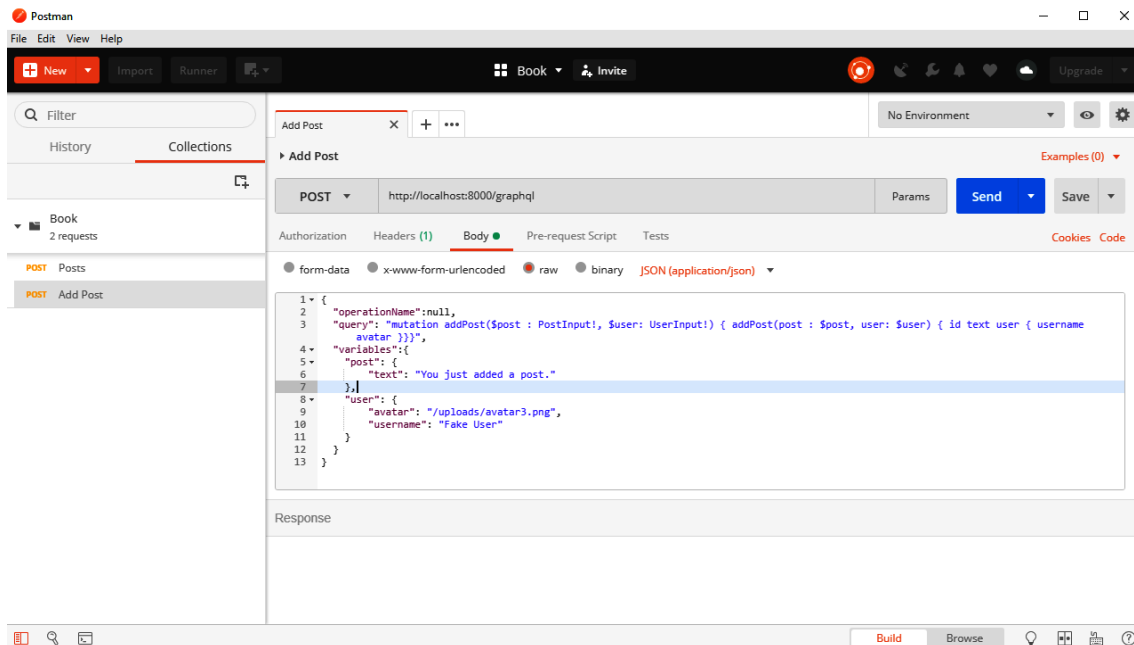 Postman
File Edit View Help
New Import Runner Book Invite Upgrade
Filter
History Collections
Book
2 requests
POST Posts
POST Add Post
Add Post
No Environment
Add Post Examples (0)
POST http://localhost:8000/graphql Params Send Save
Authorization Headers (1) Body Pre-request Script Tests Cookies Code
form-data x-www-form-urlencoded raw binary JSON (application/json)
1 {
2 "operationName":null,
3 "query": "mutation addPost($post : PostInput!, $user: UserInput!) { addPost(post : $post, user: $user) { id text user { username
avatar }}}",
4 "variables":{
5 "post": {
6 "text": "You just added a post."
7 },
8 "user": {
9 "avatar": "/uploads/avatar3.png",
10 "username": "Fake User"
11 }
12 }
13 }
Response
Build Browse